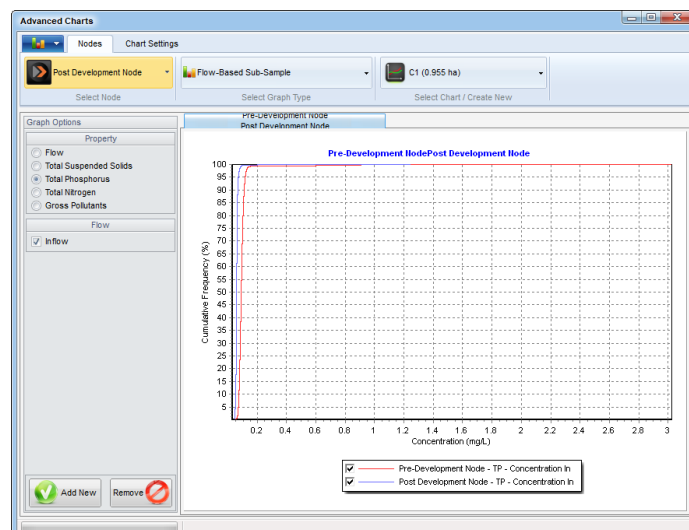 Advanced Charts
Nodes Chart Settings
Post Development Node Flow-Based Sub-Sample C1 (0.955 ha)
Select Node Select Graph Type Select Chart / Create New
Graph Options
Property
Flow
Total Suspended Solids
Total Phosphorus
Total Nitrogen
Gross Pollutants
Flow
Inflow
Add New Remove
Pre-Development Node
Post Development Node
Pre-Development NodePost Development Node
Cumulative Frequency (%)
100
95
90
85
80
75
70
65
60
55
50
45
40
35
30
25
20
15
10
5
0.2 0.4 0.6 0.8 1 1.2 1.4 1.6 1.8 2 2.2 2.4 2.6 2.8 3
Concentration (mg/L)
Pre-Development Node - TP - Concentration In
Post Development Node - TP - Concentration In